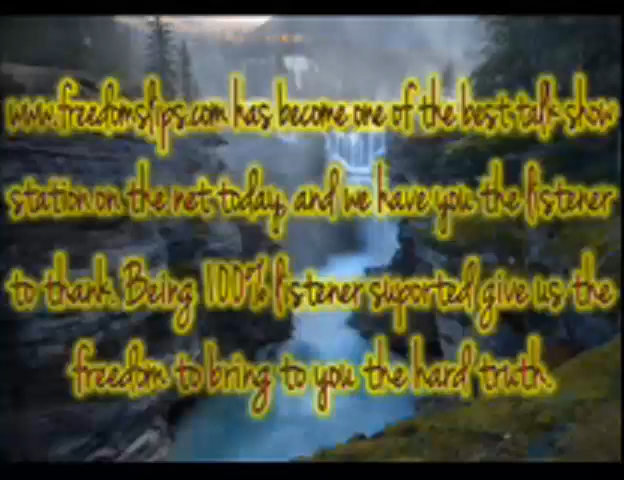 www.freedomslips.com has become one of the best talk show
station on the net today, and we have you the listener
to thank. Being 100% listener suported give us the
freedom to bring to you the hard truth.